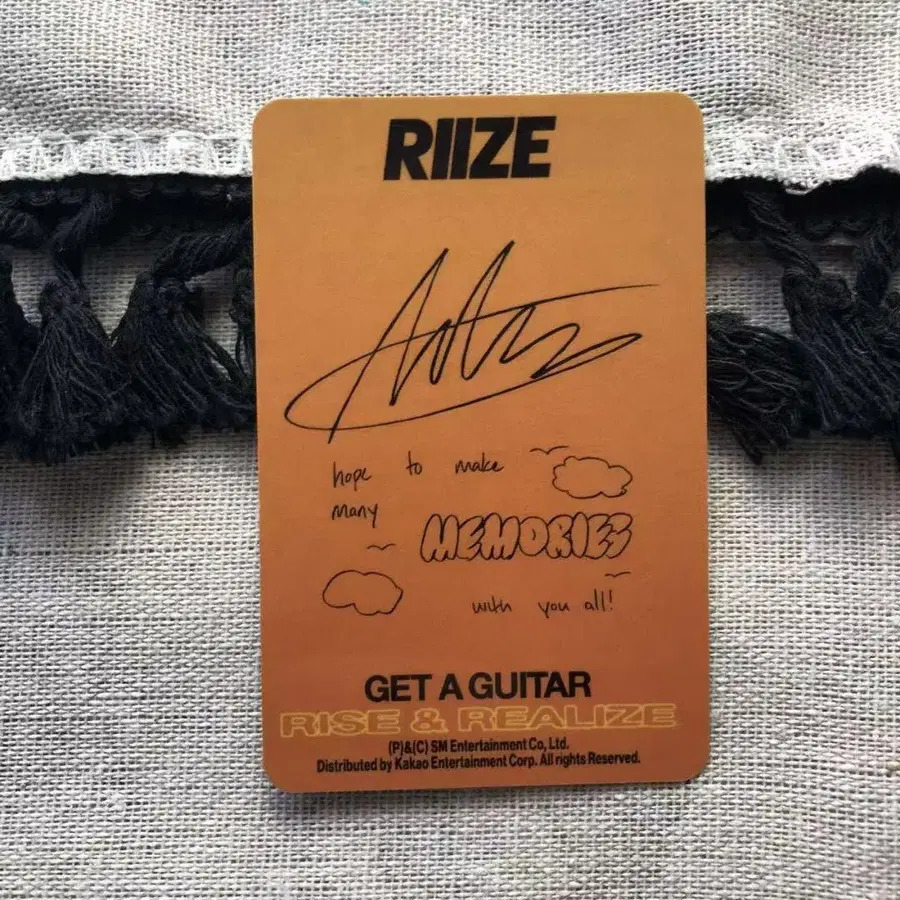 RIIZE
hope to make
many
MEMORIES
with you all!
GET A GUITAR
RISE & REALIZE
(P)&(C) SM Entertainment Co, Ltd.
Distributed by Kakao Entertainment Corp. All rights Reserved.